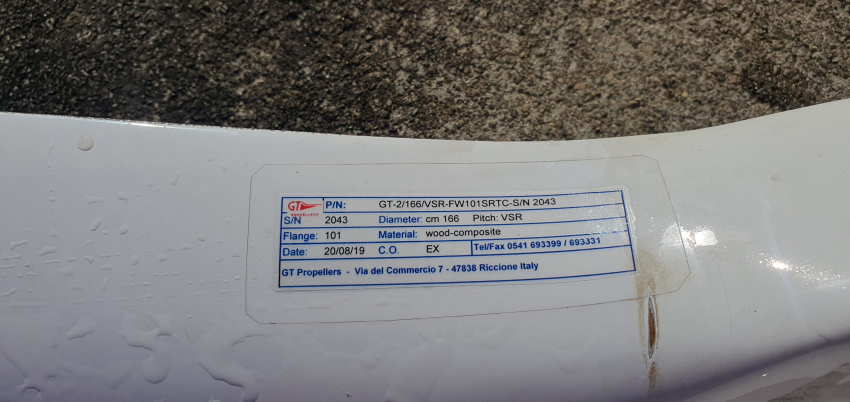 GT PROPELLERS
P/N: GT-2/166/VSR-FW101SRTC-S/N 2043
S/N 2043 Diameter: cm 166 Pitch: VSR
Flange: 101 Material: wood-composite
Date: 20/08/19 C.O. EX Tel/Fax 0541 693399 / 693331
GT Propellers - Via del Commercio 7 - 47838 Riccione Italy